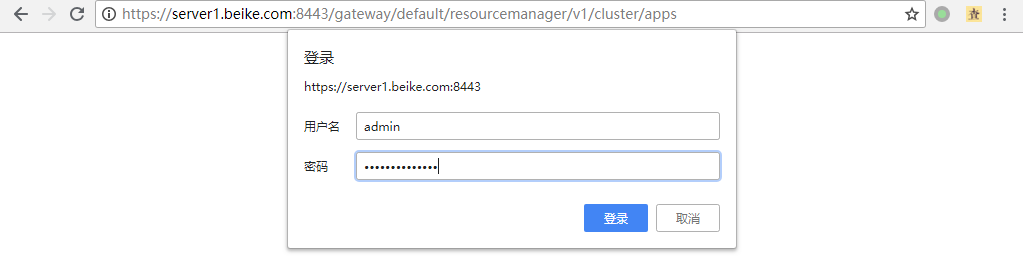 https://server1.beike.com:8443/gateway/default/resourcemanager/v1/cluster/apps
登录
https://server1.beike.com:8443
用户名 admin
密码 ••••••••••••••
登录 取消